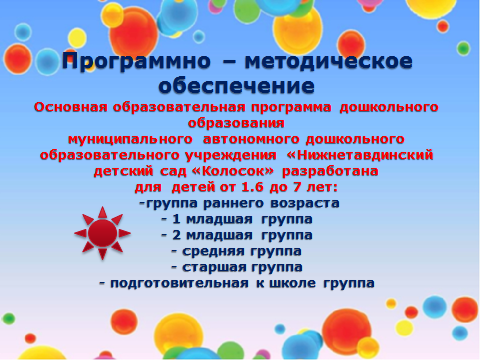 Программно – методическое
обеспечение
Основная образовательная программа дошкольного
образования
муниципального автономного дошкольного
образовательного учреждения «Нижнетавдинский
детский сад «Колосок» разработана
для детей от 1.6 до 7 лет:
-группа раннего возраста
- 1 младшая группа
- 2 младшая группа
- средняя группа
- старшая группа
- подготовительная к школе группа